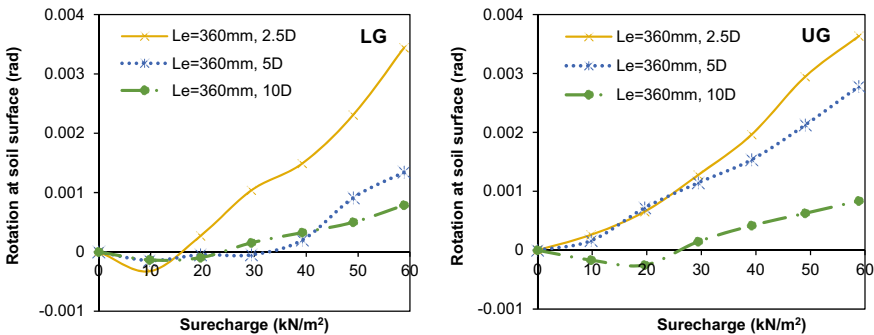 0.004
0.003
0.002
0.001
0
-0.001
Rotation at soil surface (rad)
Le=360mm, 2.5D
Le=360mm, 5D
Le=360mm, 10D
LG
0 10 20 30 40 50 60
Surecharge (kN/m²)
0.004
0.003
0.002
0.001
0
-0.001
Rotation at soil surface (rad)
Le=360mm, 2.5D
Le=360mm, 5D
Le=360mm, 10D
UG
0 10 20 30 40 50 60
Surecharge (kN/m²)